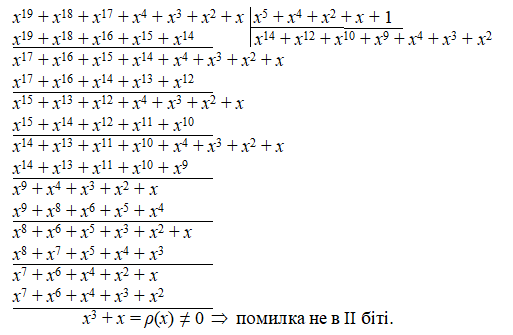 x¹⁹ + x¹⁸ + x¹⁷ + x⁴ + x³ + x² + x | x⁵ + x⁴ + x² + x + 1
x¹⁹ + x¹⁸ + x¹⁶ + x¹⁵ + x¹⁴ | x¹⁴ + x¹² + x¹⁰ + x⁹ + x⁴ + x³ + x²
x¹⁷ + x¹⁶ + x¹⁵ + x¹⁴ + x⁴ + x³ + x² + x
x¹⁷ + x¹⁶ + x¹⁴ + x¹³ + x¹²
x¹⁵ + x¹³ + x¹² + x⁴ + x³ + x² + x
x¹⁵ + x¹⁴ + x¹² + x¹¹ + x¹⁰
x¹⁴ + x¹³ + x¹¹ + x¹⁰ + x⁴ + x³ + x² + x
x¹⁴ + x¹³ + x¹¹ + x¹⁰ + x⁹
x⁹ + x⁴ + x³ + x² + x
x⁹ + x⁸ + x⁶ + x⁵ + x⁴
x⁸ + x⁶ + x⁵ + x³ + x² + x
x⁸ + x⁷ + x⁵ + x⁴ + x³
x⁷ + x⁶ + x⁴ + x² + x
x⁷ + x⁶ + x⁴ + x³ + x²
x³ + x = ρ(x) ≠ 0 ⇒ помилка не в II біті.